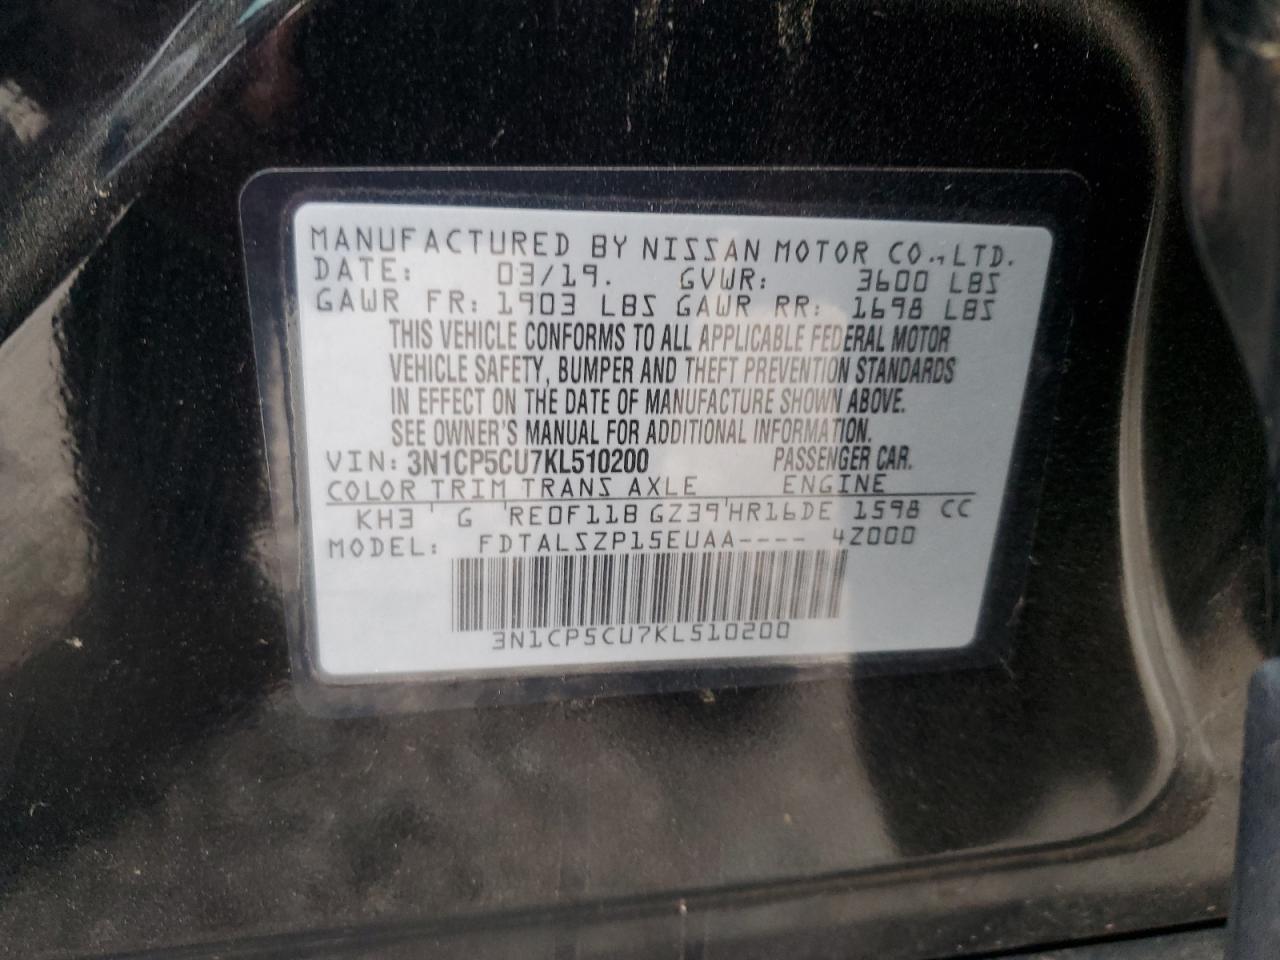 MANUFACTURED BY NISSAN MOTOR CO.,LTD.
DATE: 03/19. GVWR: 3600 LBS
GAWR FR: 1903 LBS GAWR RR: 1698 LBS
THIS VEHICLE CONFORMS TO ALL APPLICABLE FEDERAL MOTOR
VEHICLE SAFETY, BUMPER AND THEFT PREVENTION STANDARDS
IN EFFECT ON THE DATE OF MANUFACTURE SHOWN ABOVE.
SEE OWNER'S MANUAL FOR ADDITIONAL INFORMATION.
VIN: 3N1CP5CU7KL510200 PASSENGER CAR.
COLOR TRIM TRANS AXLE ENGINE
KH3 ' G ' RE0F11B GZ39 ' HR16DE 1598 CC
MODEL: FDTALSZP15EUAA---- 4Z000
3N1CP5CU7KL510200